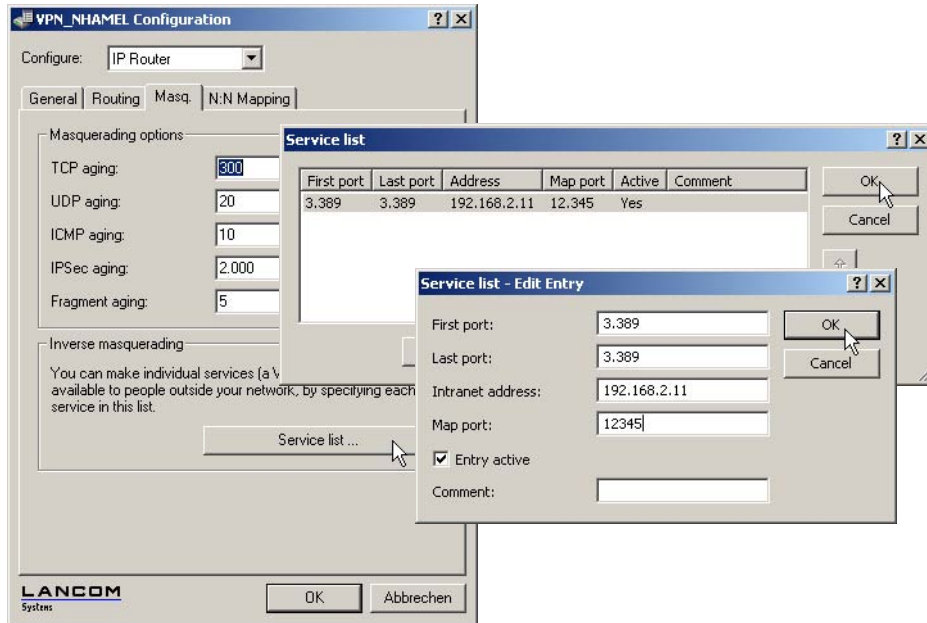 VPN_NHAMEL Configuration
Configure: IP Router
General Routing Masq. N:N Mapping
Masquerading options
TCP aging: 300
UDP aging: 20
ICMP aging: 10
IPSec aging: 2.000
Fragment aging: 5
Inverse masquerading
You can make individual services (a V
available to people outside your network, by specifying each
service in this list.
Service list ...
LANCOM
Systems
OK Abbrechen
Service list
First port Last port Address Map port Active Comment
3.389 3.389 192.168.2.11 12.345 Yes
OK
Cancel
Service list - Edit Entry
First port: 3.389
Last port: 3.389
Intranet address: 192.168.2.11
Map port: 12345
Entry active
Comment:
OK
Cancel